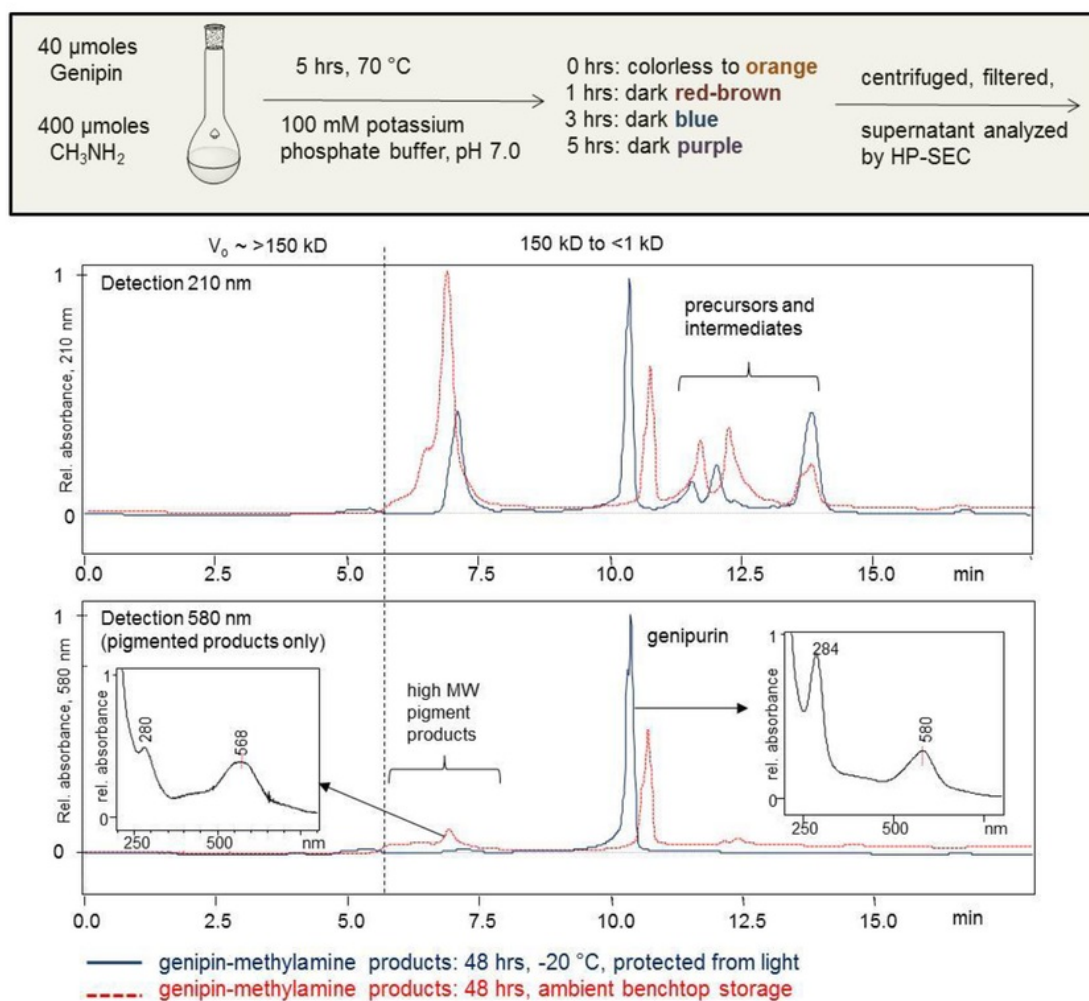 40 µmoles
Genipin
400 µmoles
CH₃NH₂
5 hrs, 70 °C
100 mM potassium
phosphate buffer, pH 7.0
0 hrs: colorless to orange
1 hrs: dark red-brown
3 hrs: dark blue
5 hrs: dark purple
centrifuged, filtered,
supernatant analyzed
by HP-SEC
V₀ ~ >150 kD
150 kD to <1 kD
Detection 210 nm
precursors and
intermediates
Rel. absorbance, 210 nm
1
0
0.0 2.5 5.0 7.5 10.0 12.5 15.0 min
Detection 580 nm
(pigmented products only)
Rel. absorbance, 580 nm
1
0
rel. absorbance
1
0
280
568
250 500 nm
high MW
pigment
products
genipurin
rel. absorbance
1
0
284
580
250 500 nm
0.0 2.5 5.0 7.5 10.0 12.5 15.0 min
genipin-methylamine products: 48 hrs, -20 °C, protected from light
genipin-methylamine products: 48 hrs, ambient benchtop storage